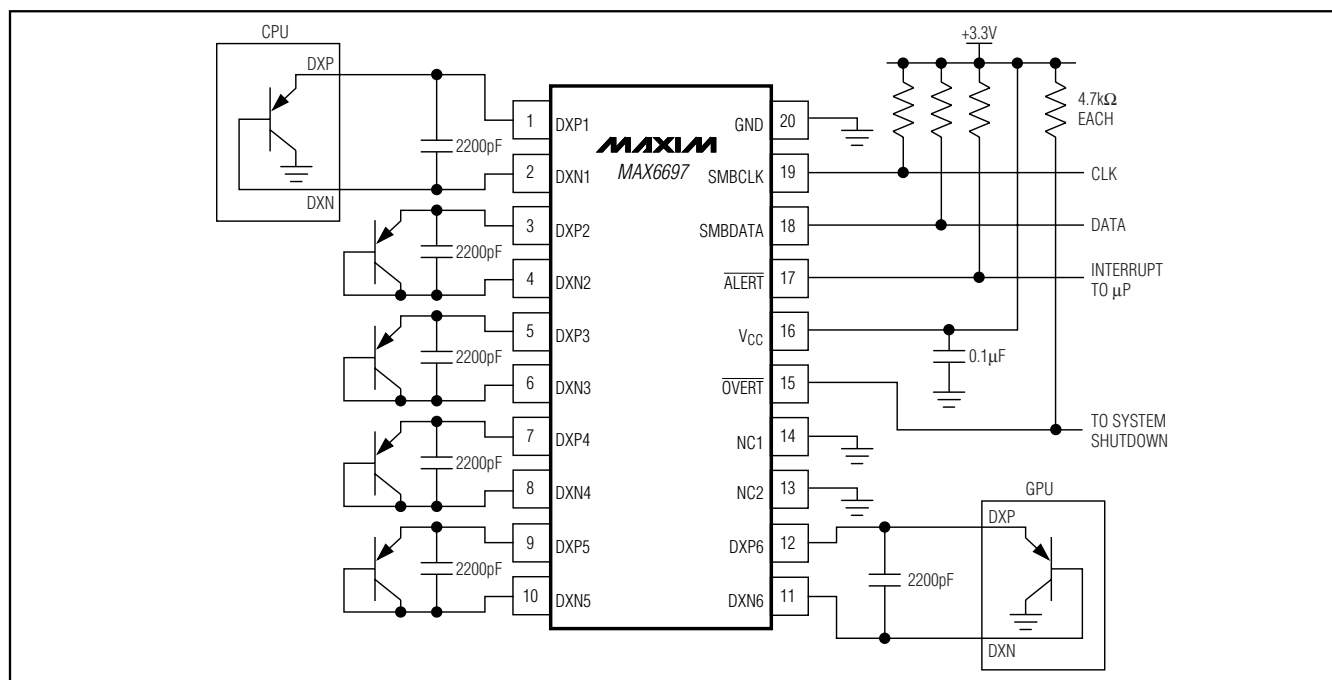 CPU
DXP
DXN
2200pF
2200pF
2200pF
2200pF
2200pF
1 DXP1
2 DXN1
3 DXP2
4 DXN2
5 DXP3
6 DXN3
7 DXP4
8 DXN4
9 DXP5
10 DXN5
MAXIM
MAX6697
GND 20
SMBCLK 19
SMBDATA 18
ALERT 17
VCC 16
OVERT 15
NC1 14
NC2 13
DXP6 12
DXN6 11
+3.3V
4.7kΩ
EACH
CLK
DATA
INTERRUPT
TO µP
0.1µF
TO SYSTEM
SHUTDOWN
GPU
DXP
2200pF
DXN